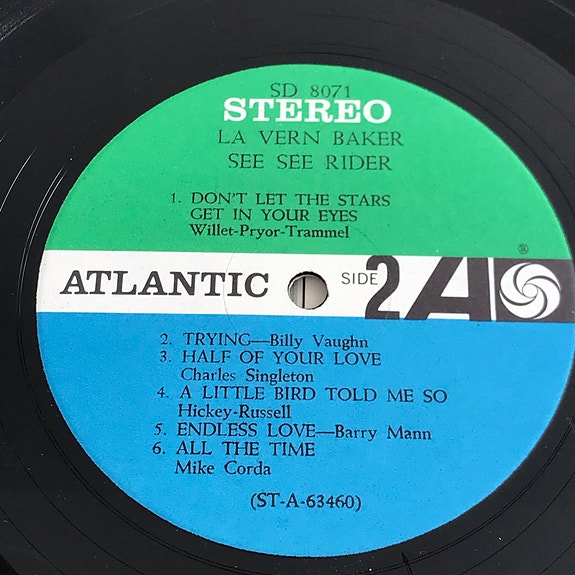 SD 8071
STEREO
LA VERN BAKER
SEE SEE RIDER
1. DON'T LET THE STARS
GET IN YOUR EYES
Willet-Pryor-Trammel
ATLANTIC SIDE 2 A ®
2. TRYING—Billy Vaughn
3. HALF OF YOUR LOVE
Charles Singleton
4. A LITTLE BIRD TOLD ME SO
Hickey-Russell
5. ENDLESS LOVE—Barry Mann
6. ALL THE TIME
Mike Corda
(ST-A-63460)